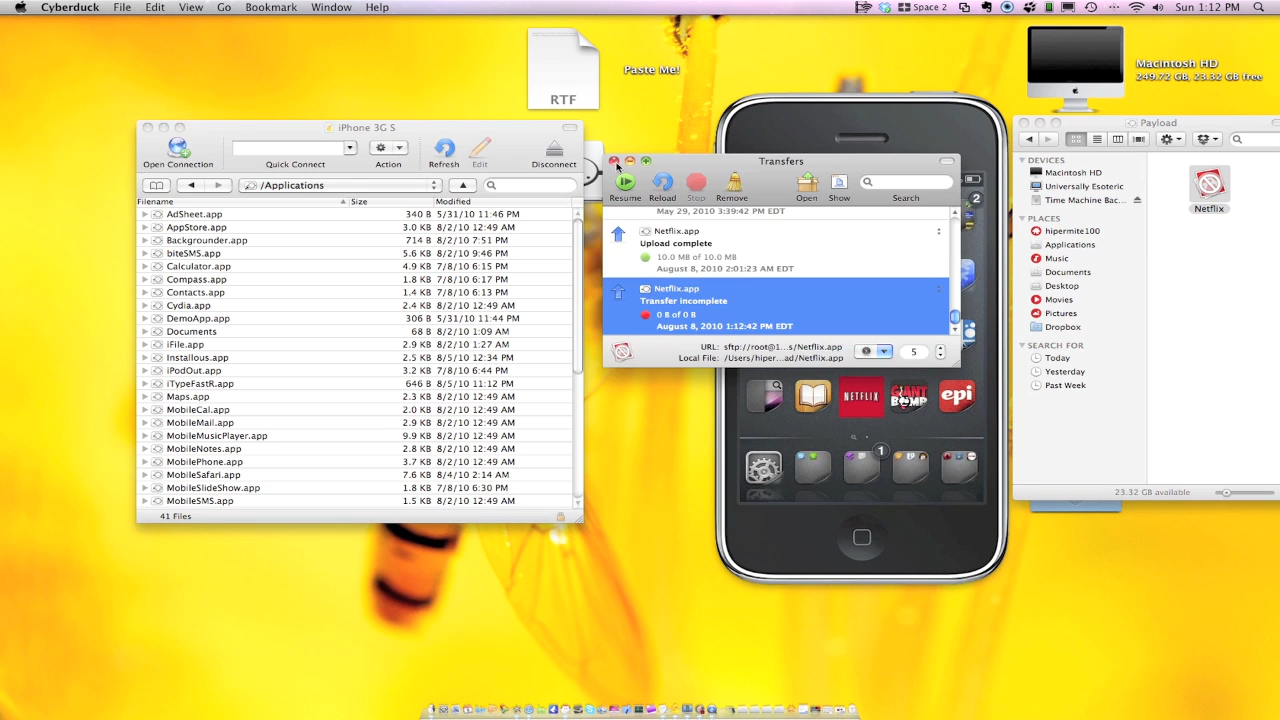 Cyberduck File Edit View Go Bookmark Window Help
Space 2
Sun 1:12 PM
RTF
Paste Me!
Macintosh HD
249.72 GB, 23.32 GB free
iPhone 3G S
Open Connection
Quick Connect
Action
Refresh
Edit
Disconnect
/Applications
Filename Size Modified
AdSheet.app 340 B 5/31/10 11:46 PM
AppStore.app 3.0 KB 8/2/10 12:49 AM
Backgrounder.app 714 B 8/2/10 7:51 PM
biteSMS.app 5.6 KB 8/2/10 9:46 PM
Calculator.app 4.9 KB 7/8/10 6:15 PM
Compass.app 1.8 KB 7/8/10 6:17 PM
Contacts.app 1.4 KB 7/8/10 6:13 PM
Cydia.app 2.4 KB 8/2/10 12:49 AM
DemoApp.app 306 B 5/31/10 11:44 PM
Documents 68 B 8/2/10 1:09 AM
iFile.app 2.9 KB 8/2/10 1:27 AM
Installous.app 2.5 KB 8/5/10 12:34 PM
iPodOut.app 3.2 KB 7/8/10 6:44 PM
iTypeFastR.app 646 B 8/5/10 11:12 PM
Maps.app 2.3 KB 8/2/10 12:49 AM
MobileCal.app 2.0 KB 8/2/10 12:49 AM
MobileMail.app 2.2 KB 8/2/10 12:49 AM
MobileMusicPlayer.app 9.9 KB 8/2/10 12:49 AM
MobileNotes.app 2.8 KB 8/2/10 12:49 AM
MobilePhone.app 3.7 KB 8/2/10 12:49 AM
MobileSafari.app 7.6 KB 8/4/10 2:14 AM
MobileSlideShow.app 1.8 KB 7/8/10 6:30 PM
MobileSMS.app 1.5 KB 8/2/10 12:49 AM
41 Files
Transfers
Resume
Reload
Stop
Remove
Open
Show
Search
May 29, 2010 3:39:42 PM EDT
Netflix.app
Upload complete
10.0 MB of 10.0 MB
August 8, 2010 2:01:23 AM EDT
Netflix.app
Transfer incomplete
0 B of 0 B
August 8, 2010 1:12:42 PM EDT
URL: sftp://root@1...s/Netflix.app
Local File: /Users/hiper...ad/Netflix.app
5
2
NETFLIX
GIANT
BOMB
epi
1
Payload
DEVICES
Macintosh HD
Universally Esoteric
Time Machine Bac...
PLACES
hipermite100
Applications
Music
Documents
Desktop
Movies
Pictures
Dropbox
SEARCH FOR
Today
Yesterday
Past Week
Netflix
23.32 GB available